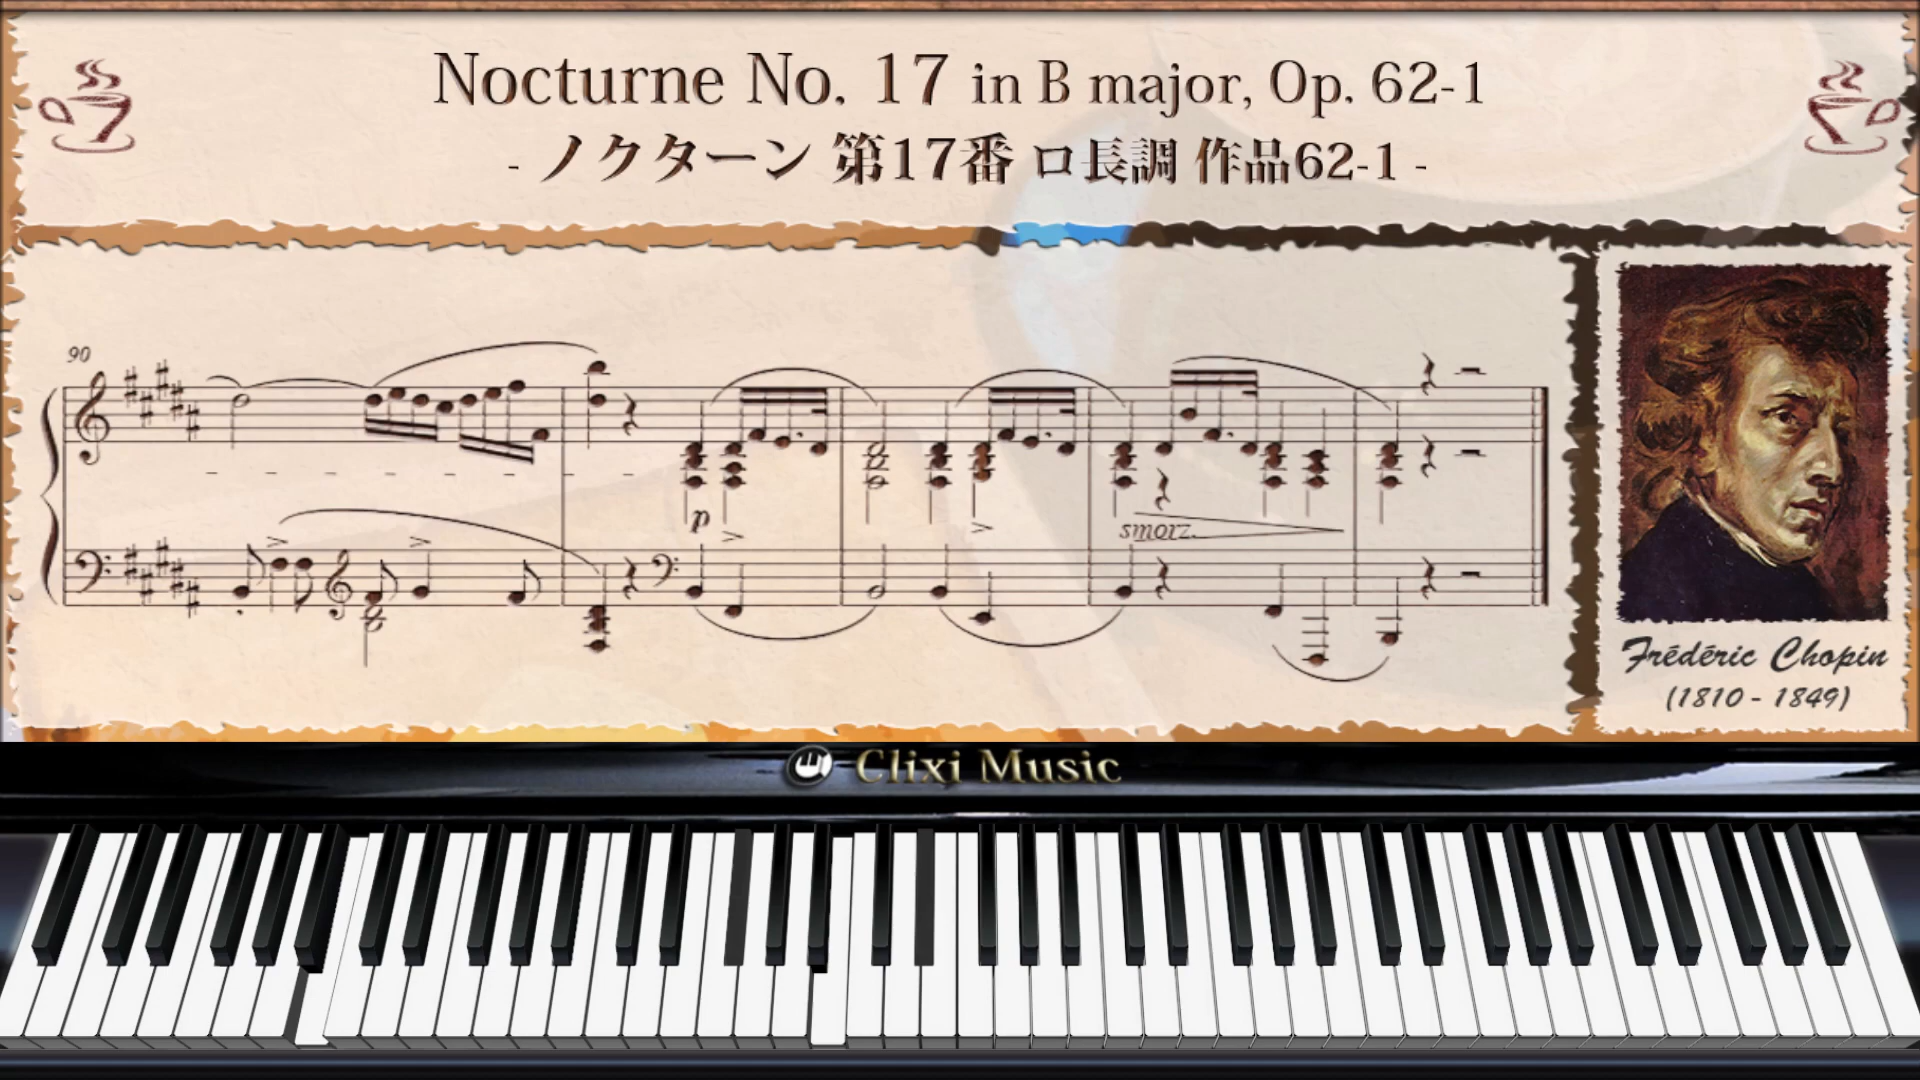 Nocturne No. 17 in B major, Op. 62-1
- ノクターン 第17番 ロ長調 作品62-1 -
90
p
smorz.
Frédéric Chopin
(1810 - 1849)
Clixi Music